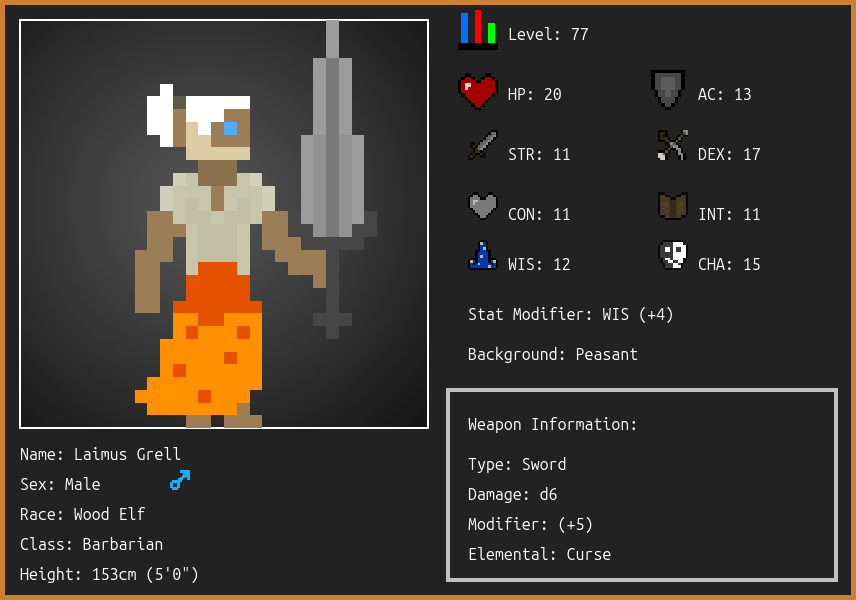 Level: 77
HP: 20
AC: 13
STR: 11
DEX: 17
CON: 11
INT: 11
WIS: 12
CHA: 15
Stat Modifier: WIS (+4)
Background: Peasant
Weapon Information:
Type: Sword
Damage: d6
Modifier: (+5)
Elemental: Curse
Name: Laimus Grell
Sex: Male
Race: Wood Elf
Class: Barbarian
Height: 153cm (5'0")